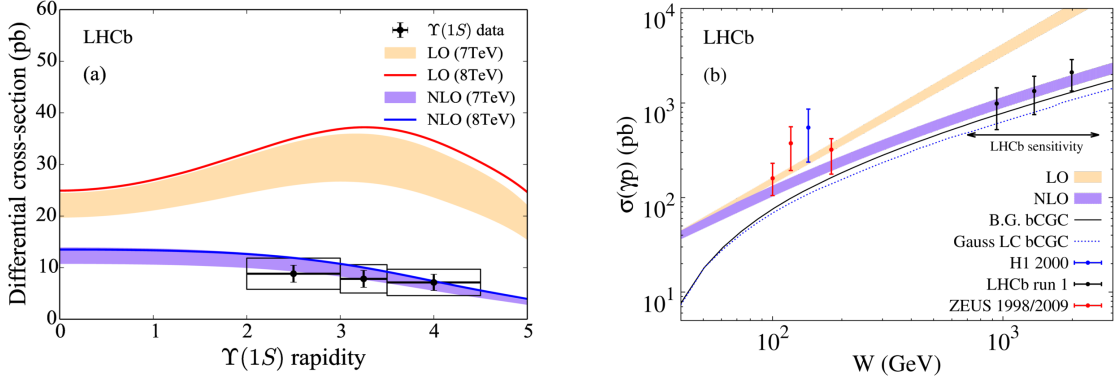 60
50
40
30
20
10
0
Differential cross-section (pb)
LHCb
(a)
ϒ(1S) data
LO (7TeV)
LO (8TeV)
NLO (7TeV)
NLO (8TeV)
0 1 2 3 4 5
ϒ(1S) rapidity
10⁴
10³
10²
10¹
σ(γp) (pb)
LHCb
(b)
LHCb sensitivity
LO
NLO
B.G. bCGC
Gauss LC bCGC
H1 2000
LHCb run 1
ZEUS 1998/2009
10² 10³
W (GeV)